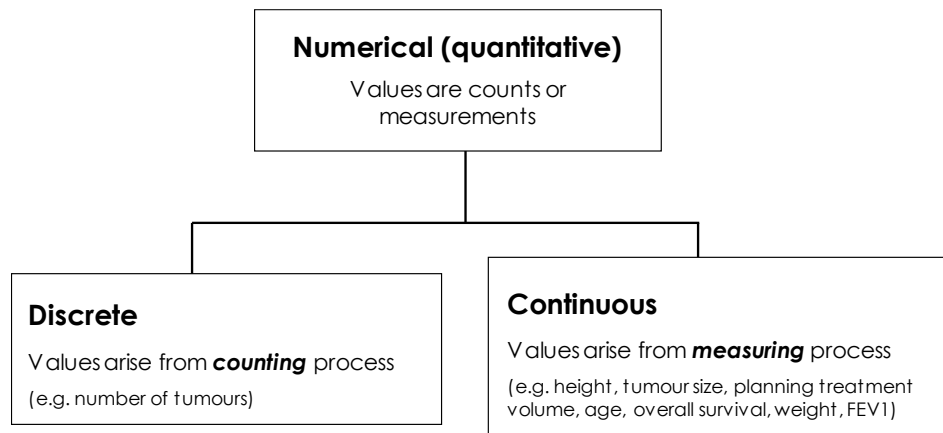 Numerical (quantitative)
Values are counts or
measurements
Discrete
Values arise from counting process
(e.g. number of tumours)
Continuous
Values arise from measuring process
(e.g. height, tumour size, planning treatment
volume, age, overall survival, weight, FEV1)